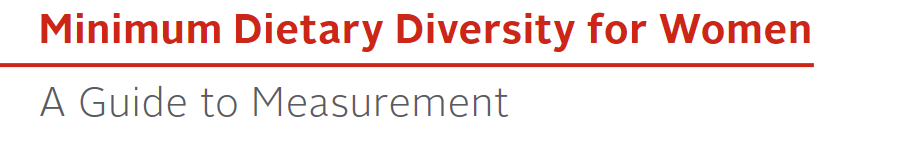 Minimum Dietary Diversity for Women
A Guide to Measurement